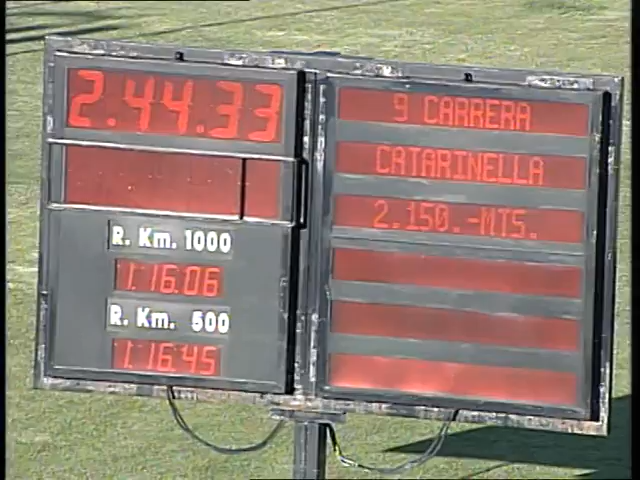 2.44.33
R. Km. 1000
1.16.06
R. Km. 500
1.16.45
9 CARRERA
CATARINELLA
2.150.-MTS.